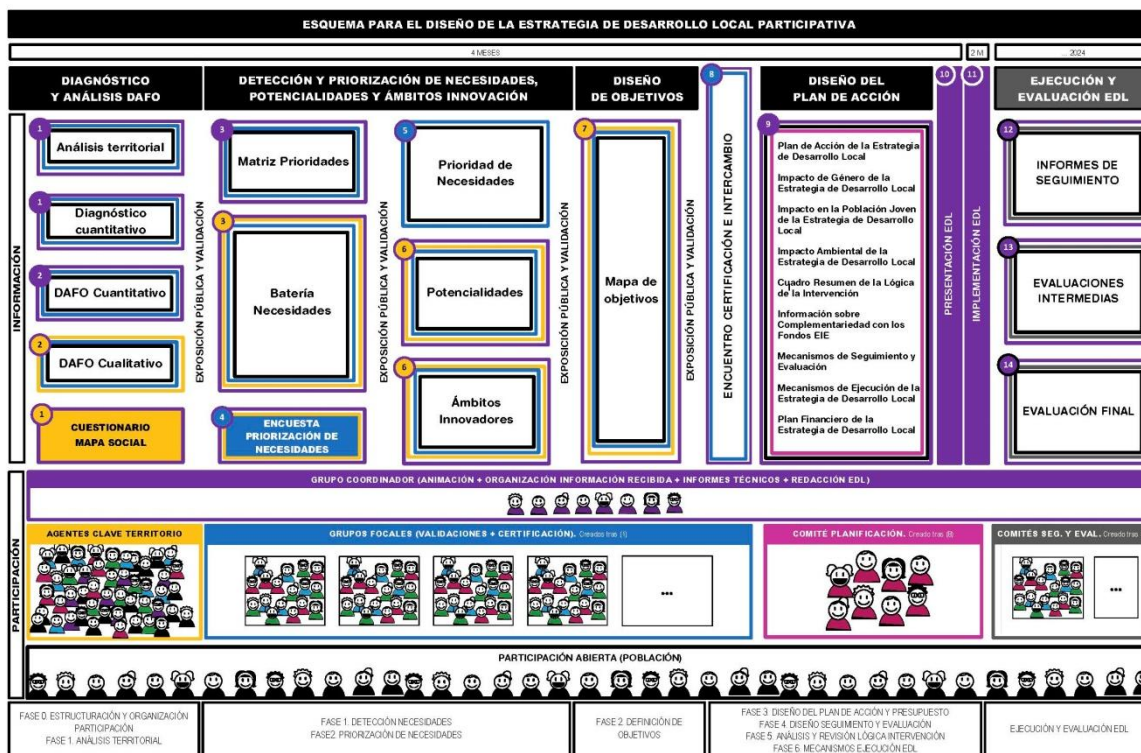 ESQUEMA PARA EL DISEÑO DE LA ESTRATEGIA DE DESARROLLO LOCAL PARTICIPATIVA
4 MESES
2 M
... 2024
DIAGNÓSTICO
Y ANÁLISIS DAFO
DETECCIÓN Y PRIORIZACIÓN DE NECESIDADES,
POTENCIALIDADES Y ÁMBITOS INNOVACIÓN
DISEÑO
DE OBJETIVOS
8
ENCUENTRO CERTIFICACIÓN E INTERCAMBIO
DISEÑO DEL
PLAN DE ACCIÓN
10
PRESENTACIÓN EDL
11
IMPLEMENTACIÓN EDL
EJECUCIÓN Y
EVALUACIÓN EDL
INFORMACIÓN
1
Análisis territorial
1
Diagnóstico
cuantitativo
2
DAFO Cuantitativo
2
DAFO Cualitativo
1
CUESTIONARIO
MAPA SOCIAL
EXPOSICIÓN PÚBLICA Y VALIDACIÓN
3
Matriz Prioridades
3
Batería
Necesidades
4
ENCUESTA
PRIORIZACIÓN DE
NECESIDADES
EXPOSICIÓN PÚBLICA Y VALIDACIÓN
5
Prioridad de
Necesidades
6
Potencialidades
6
Ámbitos
Innovadores
EXPOSICIÓN PÚBLICA Y VALIDACIÓN
7
Mapa de
objetivos
EXPOSICIÓN PÚBLICA Y VALIDACIÓN
9
Plan de Acción de la Estrategia
de Desarrollo Local
Impacto de Género de la
Estrategia de Desarrollo Local
Impacto en la Población Joven
de la Estrategia de Desarrollo
Local
Impacto Ambiental de la
Estrategia de Desarrollo Local
Cuadro Resumen de la Lógica
de la Intervención
Información sobre
Complementariedad con los
Fondos EIE
Mecanismos de Seguimiento y
Evaluación
Mecanismos de Ejecución de la
Estrategia de Desarrollo Local
Plan Financiero de la
Estrategia de Desarrollo Local
12
INFORMES DE
SEGUIMIENTO
13
EVALUACIONES
INTERMEDIAS
14
EVALUACIÓN FINAL
PARTICIPACIÓN
GRUPO COORDINADOR (ANIMACIÓN + ORGANIZACIÓN INFORMACIÓN RECIBIDA + INFORMES TÉCNICOS + REDACCIÓN EDL)
AGENTES CLAVE TERRITORIO
GRUPOS FOCALES (VALIDACIONES + CERTIFICACIÓN). Creados tras (1)
...
COMITÉ PLANIFICACIÓN. Creado tras (8)
COMITÉS SEG. Y EVAL. Creado tras
...
PARTICIPACIÓN ABIERTA (POBLACIÓN)
FASE 0. ESTRUCTURACIÓN Y ORGANIZACIÓN
PARTICIPACIÓN
FASE 1. ANÁLISIS TERRITORIAL
FASE 1. DETECCIÓN NECESIDADES
FASE2. PRIORIZACIÓN DE NECESIDADES
FASE 2. DEFINICIÓN DE
OBJETIVOS
FASE 3. DISEÑO DEL PLAN DE ACCIÓN Y PRESUPUESTO
FASE 4. DISEÑO SEGUIMIENTO Y EVALUACIÓN
FASE 5. ANÁLISIS Y REVISIÓN LÓGICA INTERVENCIÓN
FASE 6. MECANISMOS EJECUCIÓN EDL
EJECUCIÓN Y EVALUACIÓN EDL